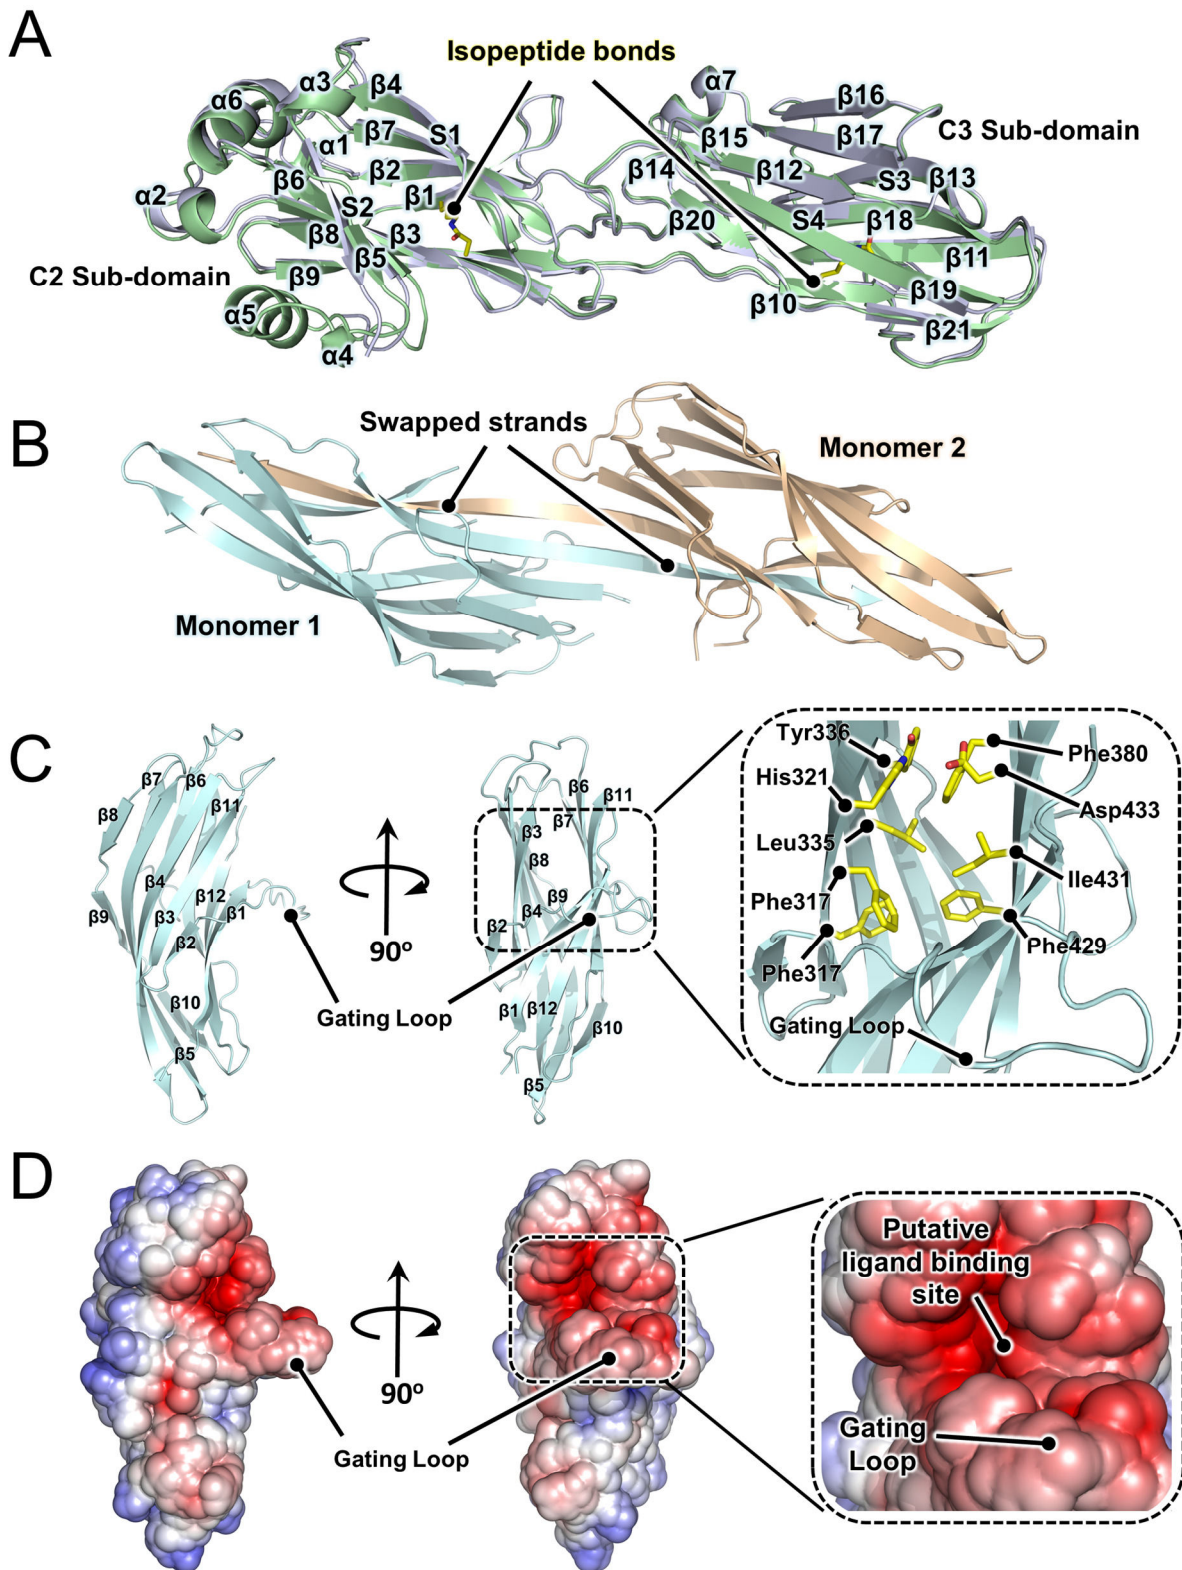 A
Isopeptide bonds
α3
β4
α7
β16
α6
β7
S1
β15
β17
C3 Sub-domain
α1
β2
β14
β12
S3
β13
α2
β6
β1
S2
β20
S4
β18
β8
β3
β11
C2 Sub-domain
β9
β5
β10
β19
α5
β21
α4
B
Swapped strands
Monomer 2
Monomer 1
C
β7
β6
β8
β11
β4
β12
β9
β3
β1
β2
β10
β5
90º
Gating Loop
β6
β11
β3
β7
β8
β9
β4
β2
β1
β12
β10
β5
Tyr336
Phe380
His321
Asp433
Leu335
Ile431
Phe317
Phe429
Phe317
Gating Loop
D
90º
Gating Loop
Putative
ligand binding
site
Gating
Loop